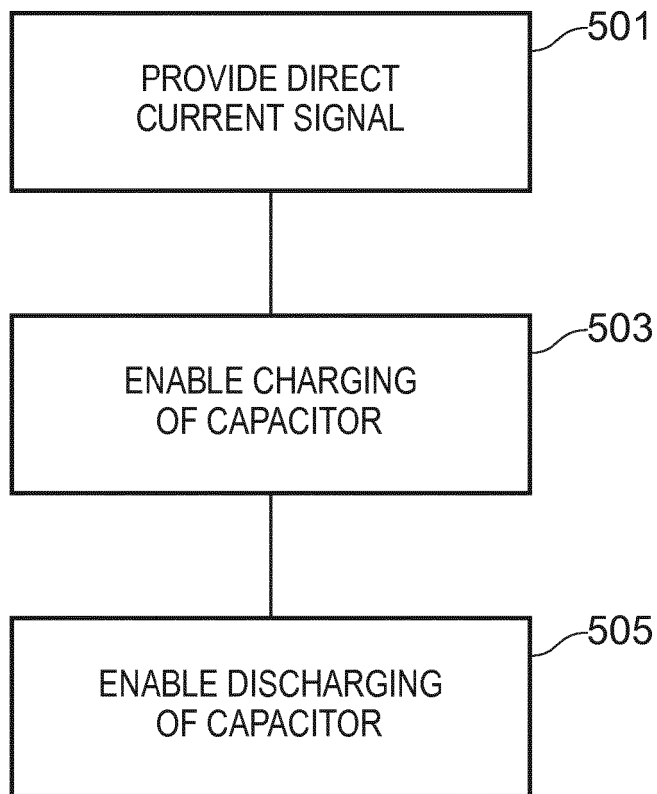 501
PROVIDE DIRECT
CURRENT SIGNAL
503
ENABLE CHARGING
OF CAPACITOR
505
ENABLE DISCHARGING
OF CAPACITOR